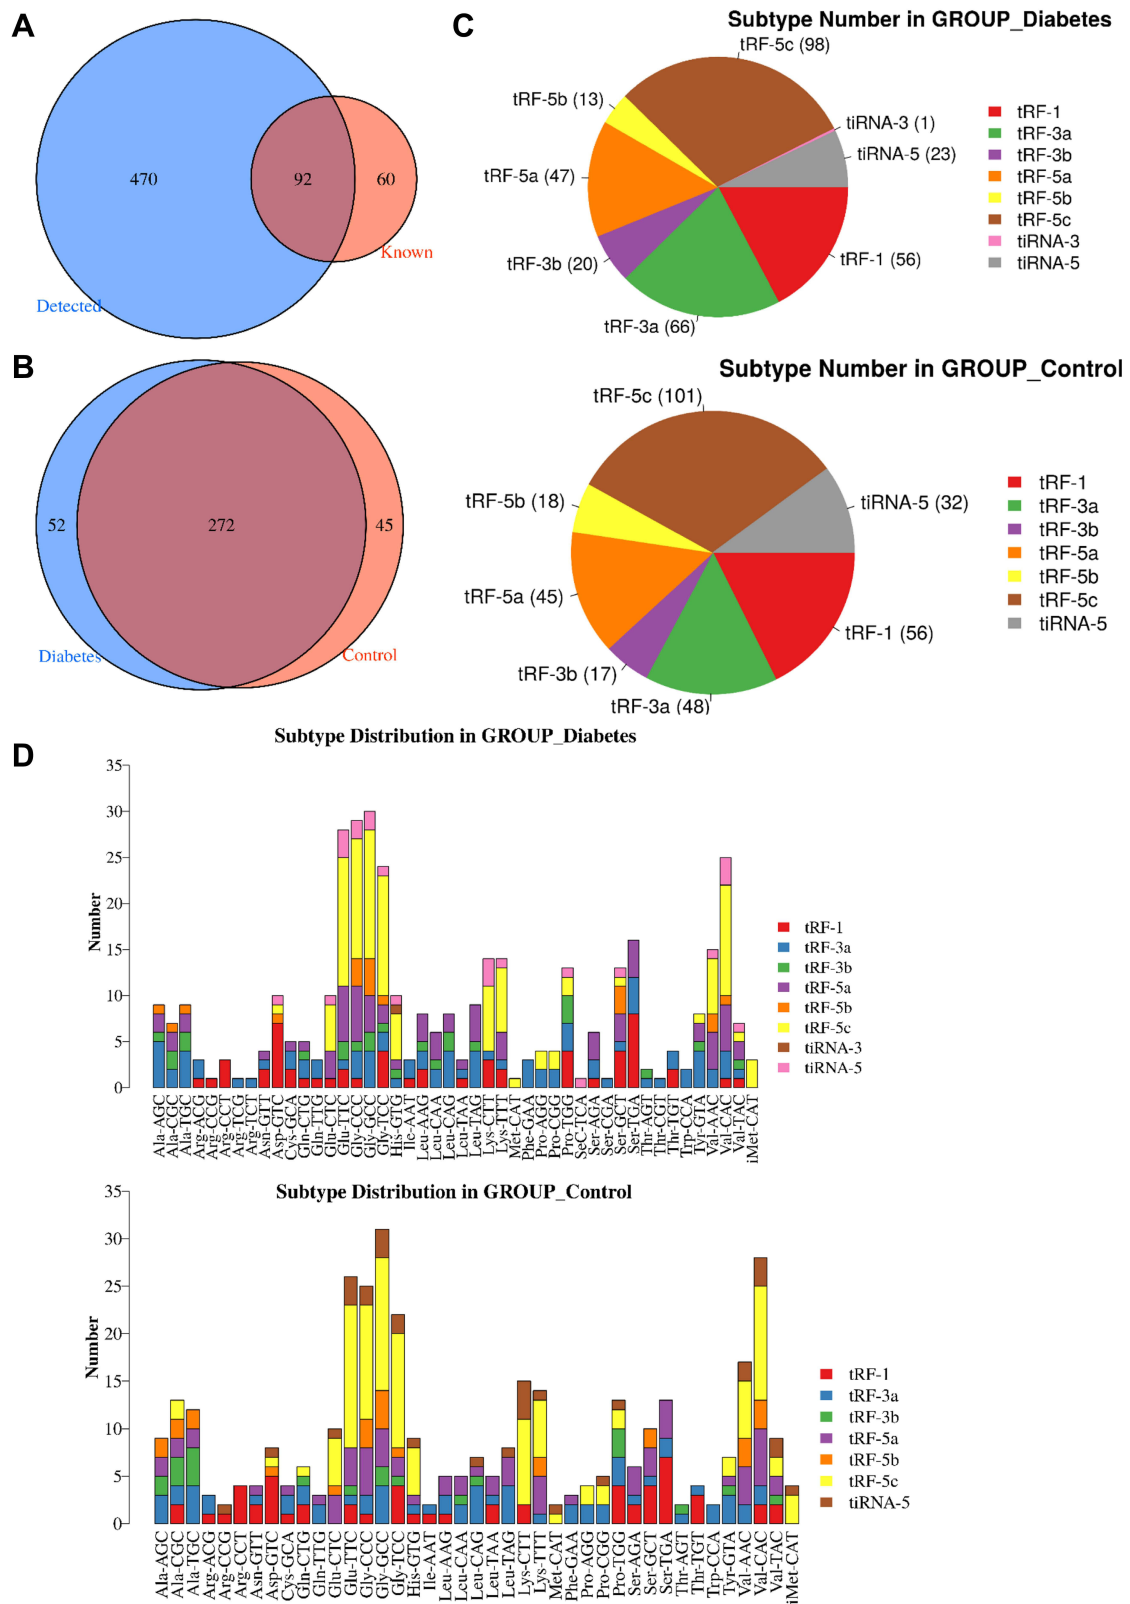 A
470
92
60
Known
Detected
B
52
272
45
Diabetes
Control
C
Subtype Number in GROUP_Diabetes
tRF-5c (98)
tRF-5b (13)
tiRNA-3 (1)
tiRNA-5 (23)
tRF-5a (47)
tRF-3b (20)
tRF-1 (56)
tRF-3a (66)
tRF-1
tRF-3a
tRF-3b
tRF-5a
tRF-5b
tRF-5c
tiRNA-3
tiRNA-5
Subtype Number in GROUP_Control
tRF-5c (101)
tRF-5b (18)
tiRNA-5 (32)
tRF-5a (45)
tRF-1 (56)
tRF-3b (17)
tRF-3a (48)
tRF-1
tRF-3a
tRF-3b
tRF-5a
tRF-5b
tRF-5c
tiRNA-5
D
Subtype Distribution in GROUP_Diabetes
35
30
25
20
15
10
5
0
Number
Ala-AGC
Ala-CGC
Ala-TGC
Arg-ACG
Arg-CCG
Arg-CCT
Arg-TCG
Arg-TCT
Asn-GTT
Asp-GTC
Cys-GCA
Gln-CTG
Gln-TTG
Glu-CTC
Glu-TTC
Gly-CCC
Gly-GCC
Gly-TCC
His-GTG
Ile-AAT
Leu-AAG
Leu-CAA
Leu-CAG
Leu-TAA
Leu-TAG
Lys-CTT
Lys-TTT
Met-CAT
Phe-GAA
Pro-AGG
Pro-CGG
Pro-TGG
SeC-TCA
Ser-AGA
Ser-CGA
Ser-GCT
Ser-TGA
Thr-AGT
Thr-CGT
Thr-TGT
Trp-CCA
Tyr-GTA
Val-AAC
Val-CAC
Val-TAC
iMet-CAT
tRF-1
tRF-3a
tRF-3b
tRF-5a
tRF-5b
tRF-5c
tiRNA-3
tiRNA-5
Subtype Distribution in GROUP_Control
35
30
25
20
15
10
5
0
Number
Ala-AGC
Ala-CGC
Ala-TGC
Arg-ACG
Arg-CCG
Arg-CCT
Asn-GTT
Asp-GTC
Cys-GCA
Gln-CTG
Gln-TTG
Glu-CTC
Glu-TTC
Gly-CCC
Gly-GCC
Gly-TCC
His-GTG
Ile-AAT
Leu-AAG
Leu-CAA
Leu-CAG
Leu-TAA
Leu-TAG
Lys-CTT
Lys-TTT
Met-CAT
Phe-GAA
Pro-AGG
Pro-CGG
Pro-TGG
Ser-AGA
Ser-GCT
Ser-TGA
Thr-AGT
Thr-TGT
Trp-CCA
Tyr-GTA
Val-AAC
Val-CAC
Val-TAC
iMet-CAT
tRF-1
tRF-3a
tRF-3b
tRF-5a
tRF-5b
tRF-5c
tiRNA-5